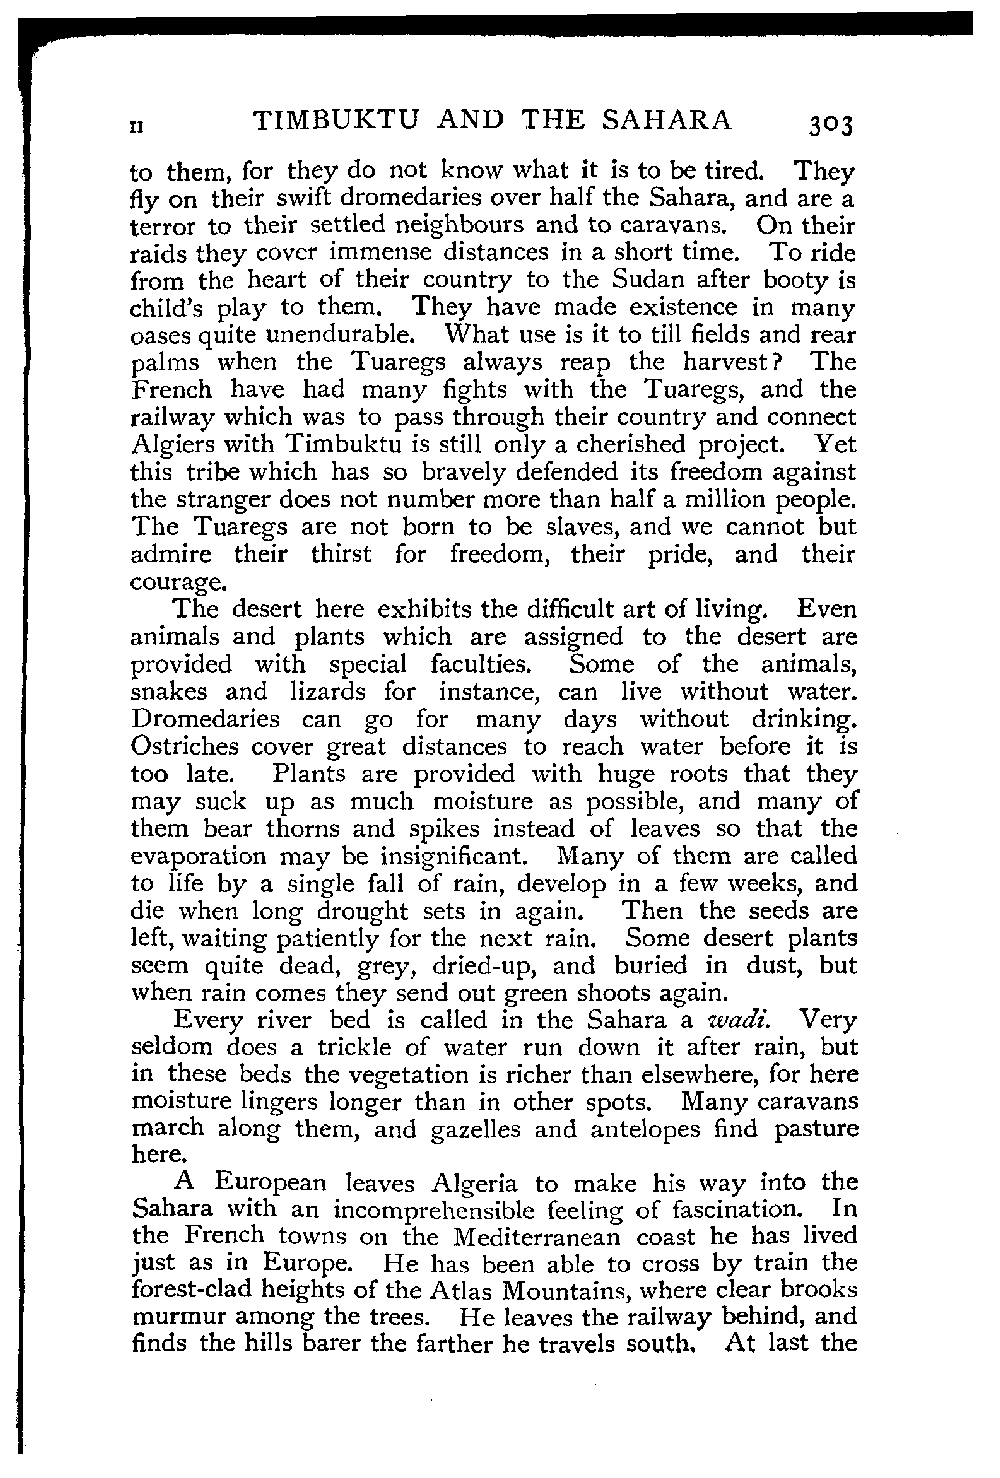 II TIMBUKTU AND THE SAHARA 303
to them, for they do not know what it is to be tired. They
fly on their swift dromedaries over half the Sahara, and are a
terror to their settled neighbours and to caravans. On their
raids they cover immense distances in a short time. To ride
from the heart of their country to the Sudan after booty is
child's play to them. They have made existence in many
oases quite unendurable. What use is it to till fields and rear
palms when the Tuaregs always reap the harvest? The
French have had many fights with the Tuaregs, and the
railway which was to pass through their country and connect
Algiers with Timbuktu is still only a cherished project. Yet
this tribe which has so bravely defended its freedom against
the stranger does not number more than half a million people.
The Tuaregs are not born to be slaves, and we cannot but
admire their thirst for freedom, their pride, and their
courage.
The desert here exhibits the difficult art of living. Even
animals and plants which are assigned to the desert are
provided with special faculties. Some of the animals,
snakes and lizards for instance, can live without water.
Dromedaries can go for many days without drinking.
Ostriches cover great distances to reach water before it is
too late. Plants are provided with huge roots that they
may suck up as much moisture as possible, and many of
them bear thorns and spikes instead of leaves so that the
evaporation may be insignificant. Many of them are called
to life by a single fall of rain, develop in a few weeks, and
die when long drought sets in again. Then the seeds are
left, waiting patiently for the next rain. Some desert plants
seem quite dead, grey, dried-up, and buried in dust, but
when rain comes they send out green shoots again.
Every river bed is called in the Sahara a wadi. Very
seldom does a trickle of water run down it after rain, but
in these beds the vegetation is richer than elsewhere, for here
moisture lingers longer than in other spots. Many caravans
march along them, and gazelles and antelopes find pasture
here.
A European leaves Algeria to make his way into the
Sahara with an incomprehensible feeling of fascination. In
the French towns on the Mediterranean coast he has lived
just as in Europe. He has been able to cross by train the
forest-clad heights of the Atlas Mountains, where clear brooks
murmur among the trees. He leaves the railway behind, and
finds the hills barer the farther he travels south. At last the